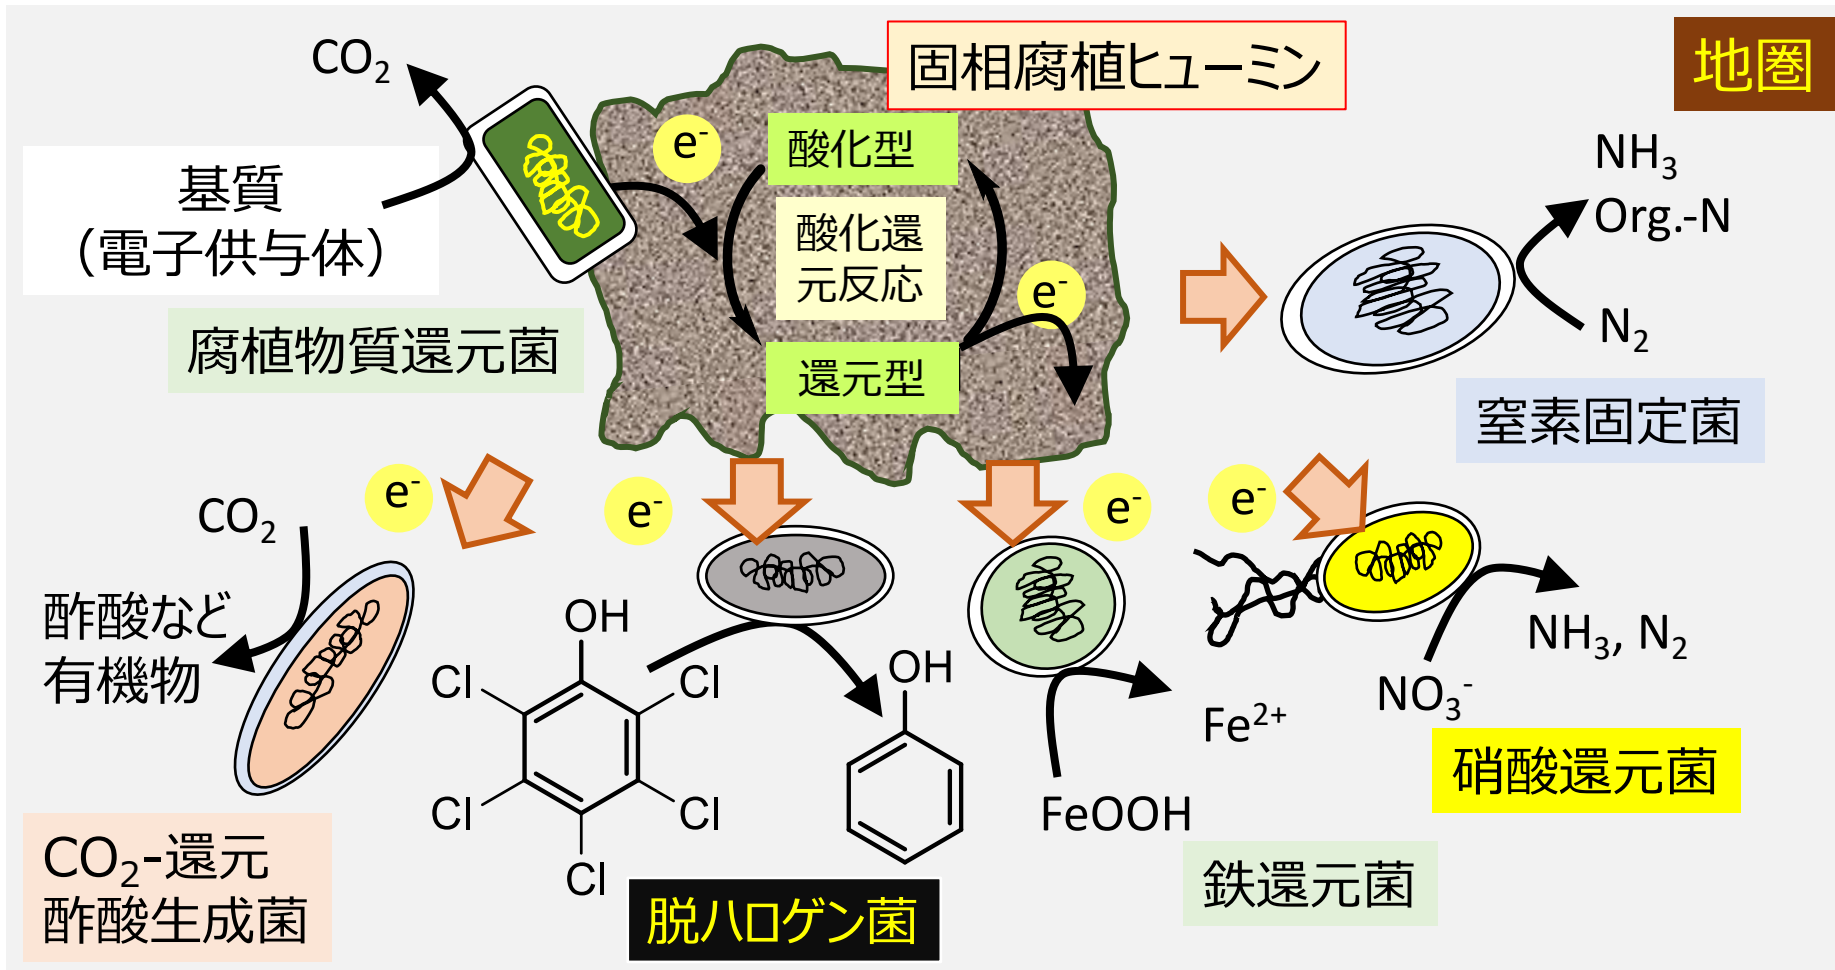 固相腐植ヒューミン
地圏
CO₂
基質
（電子供与体）
腐植物質還元菌
e⁻
酸化型
酸化還
元反応
還元型
e⁻
NH₃
Org.-N
N₂
窒素固定菌
e⁻
e⁻
e⁻
e⁻
CO₂
酢酸など
有機物
CO₂-還元
酢酸生成菌
OH
Cl
Cl
Cl
Cl
Cl
OH
脱ハロゲン菌
Fe²⁺
FeOOH
鉄還元菌
NH₃, N₂
NO₃⁻
硝酸還元菌